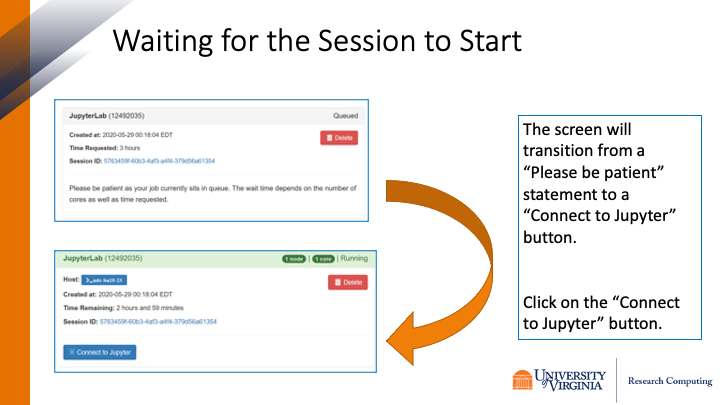 Waiting for the Session to Start
JupyterLab (12492035) Queued
Created at: 2020-05-29 00:18:04 EDT
Delete
Time Requested: 3 hours
Session ID: 5763459f-60b3-4af3-a4f4-379d56a61354
Please be patient as your job currently sits in queue. The wait time depends on the number of
cores as well as time requested.
JupyterLab (12492035) 1 node | 1 core | Running
Host:
Delete
Created at: 2020-05-29 00:18:04 EDT
Time Remaining: 2 hours and 59 minutes
Session ID: 5763459f-60b3-4af3-a4f4-379d56a61354
Connect to Jupyter
The screen will
transition from a
“Please be patient”
statement to a
“Connect to Jupyter”
button.
Click on the “Connect
to Jupyter” button.
UNIVERSITY
of VIRGINIA
Research Computing